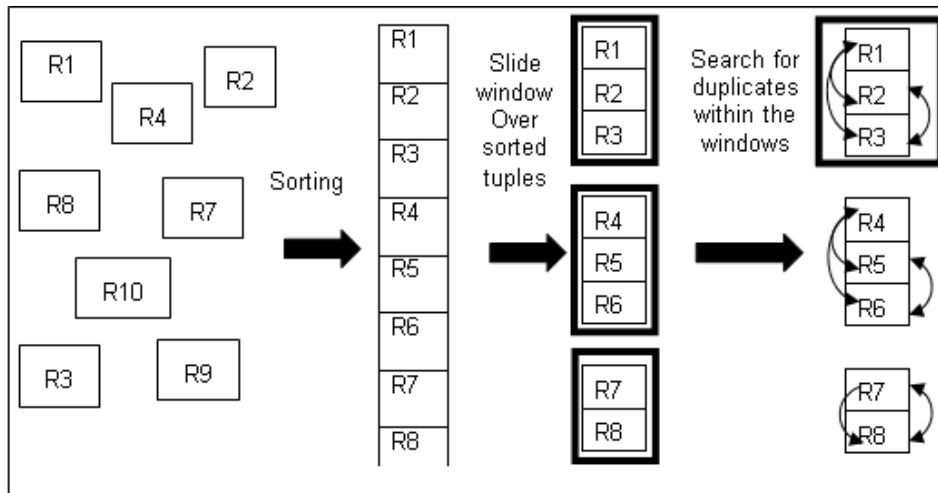 R1
R2
R4
R8
R7
R10
R3
R9
Sorting
R1
R2
R3
R4
R5
R6
R7
R8
Slide
window
Over
sorted
tuples
R1
R2
R3
R4
R5
R6
R7
R8
Search for
duplicates
within the
windows
R1
R2
R3
R4
R5
R6
R7
R8